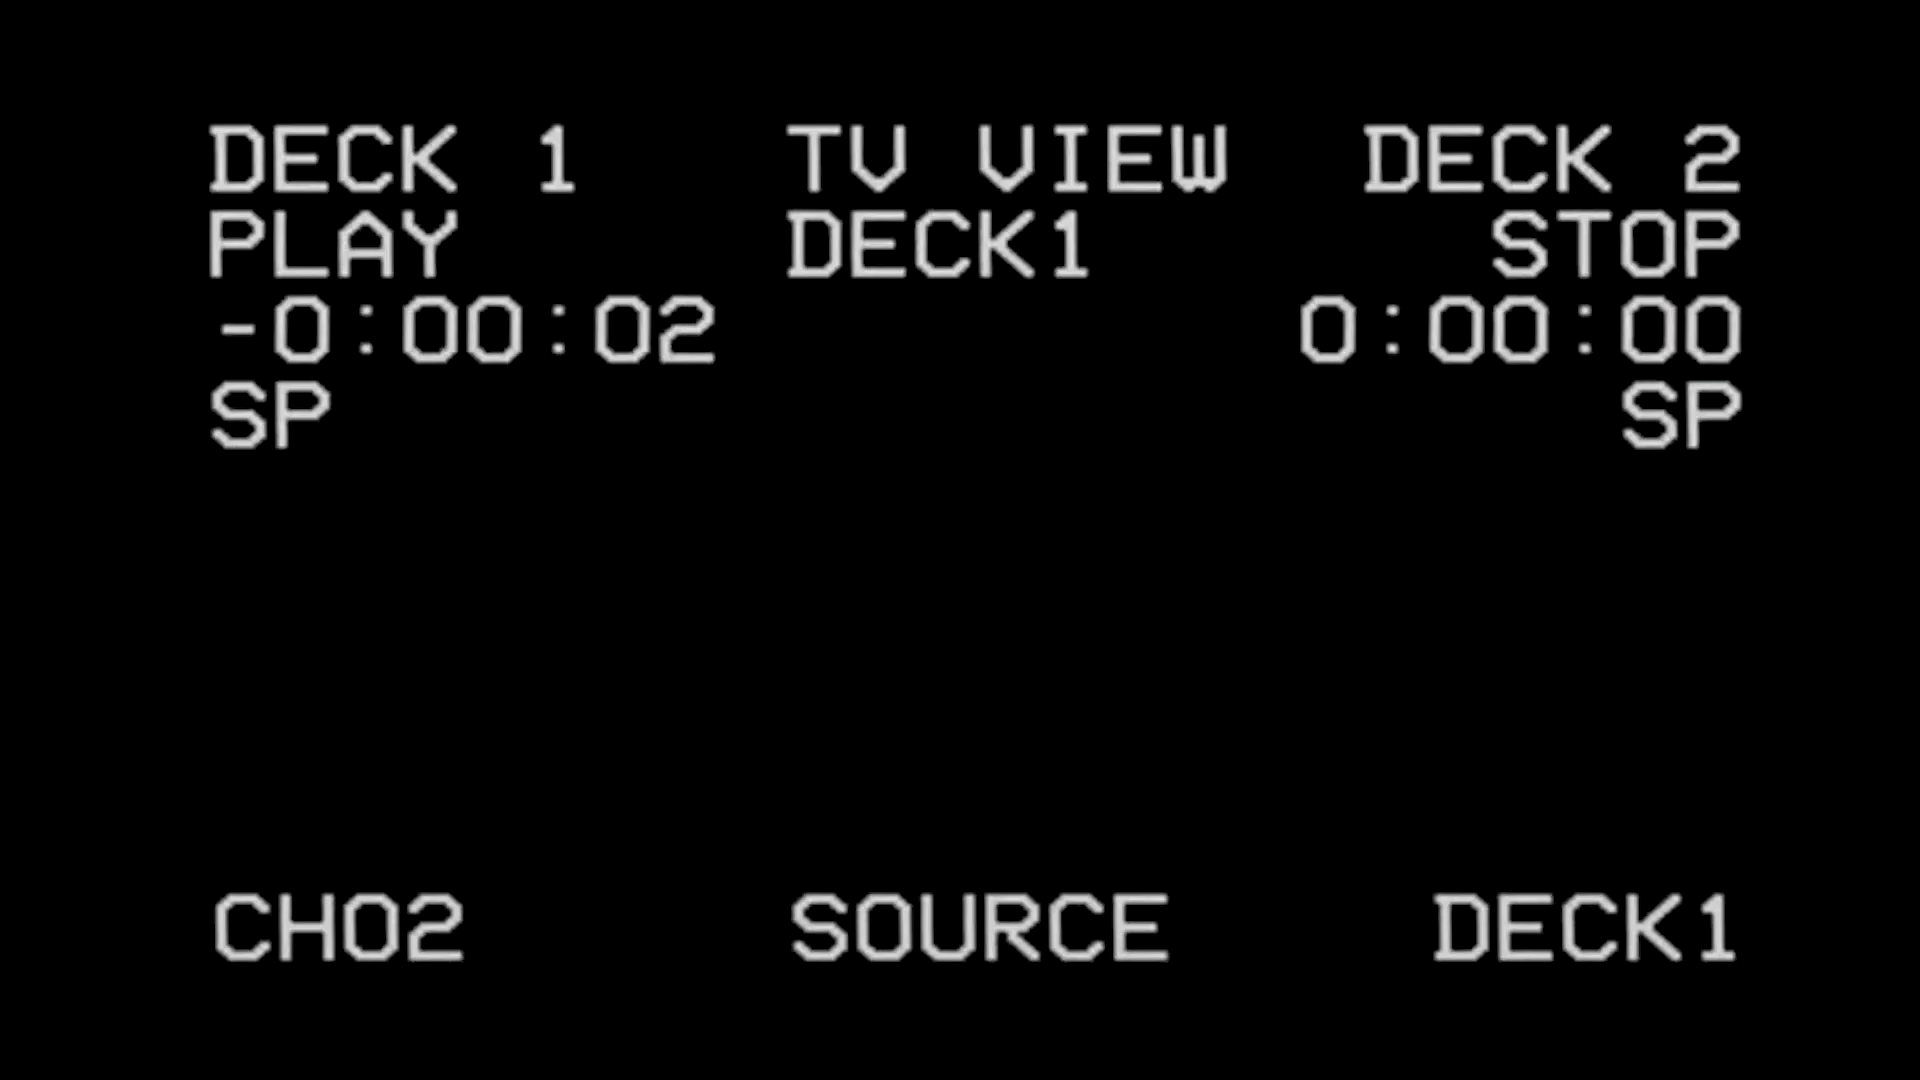 DECK 1 TV VIEW DECK 2
PLAY DECK1 STOP
-0:00:02 0:00:00
SP SP
CH02 SOURCE DECK1